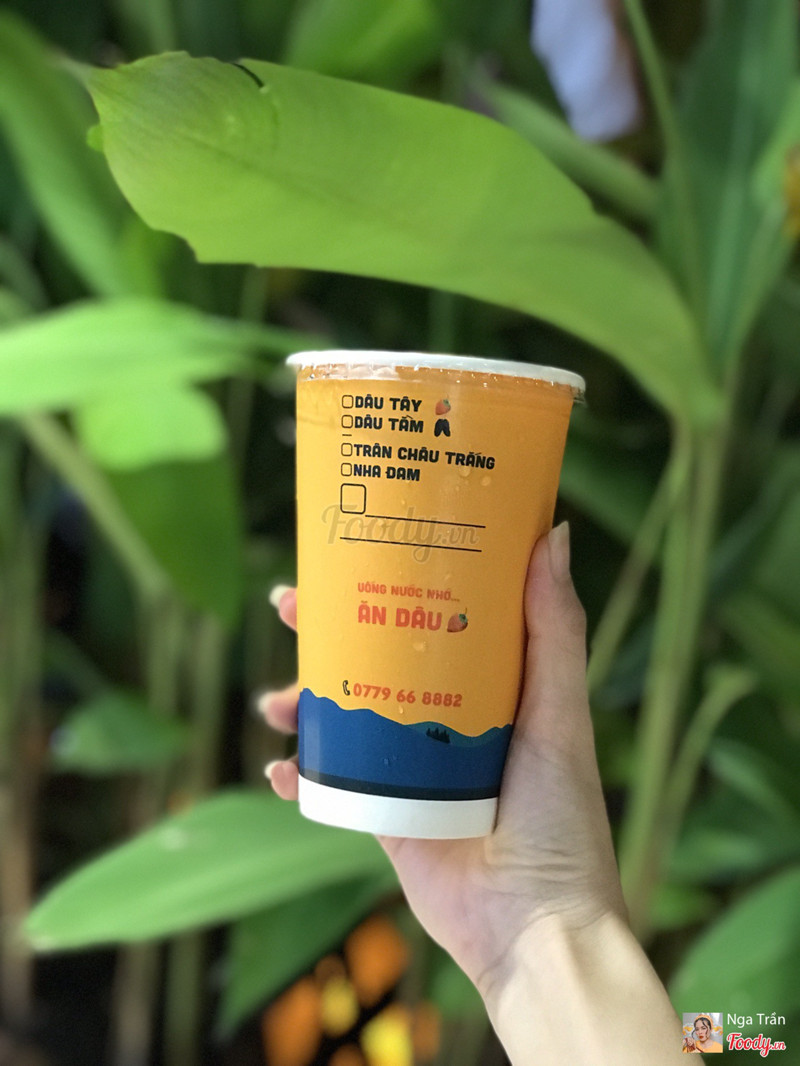 DÂU TÂY
DÂU TẰM
TRÂN CHÂU TRẮNG
NHA ĐAM
Foody.vn
UỐNG NƯỚC NHỚ...
ĂN DÂU
0779 66 8882
Nga Trần
Foody.vn